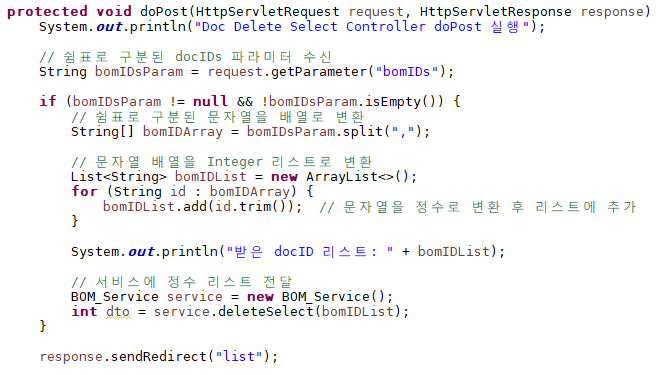 protected void doPost(HttpServletRequest request, HttpServletResponse response)
System.out.println("Doc Delete Select Controller doPost 실행");
// 쉼표로 구분된 docIDs 파라미터 수신
String bomIDsParam = request.getParameter("bomIDs");
if (bomIDsParam != null && !bomIDsParam.isEmpty()) {
// 쉼표로 구분된 문자열을 배열로 변환
String[] bomIDArray = bomIDsParam.split(",");
// 문자열 배열을 Integer 리스트로 변환
List<String> bomIDList = new ArrayList<>();
for (String id : bomIDArray) {
bomIDList.add(id.trim());  // 문자열을 정수로 변환 후 리스트에 추가
}
System.out.println("받은 docID 리스트: " + bomIDList);
// 서비스에 정수 리스트 전달
BOM_Service service = new BOM_Service();
int dto = service.deleteSelect(bomIDList);
}
response.sendRedirect("list");